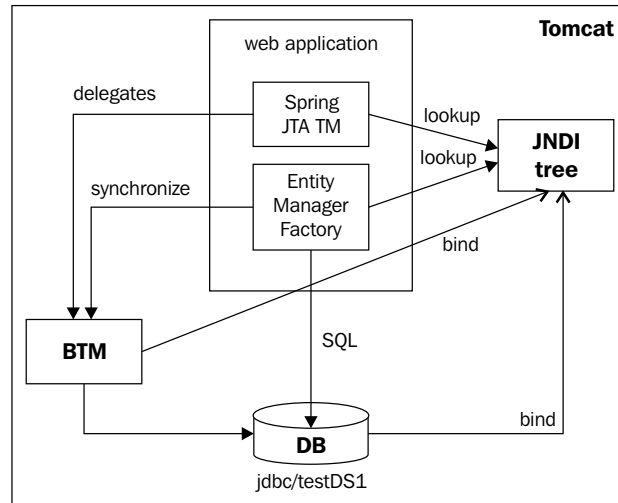 Tomcat
web application
delegates
Spring
JTA TM
lookup
JNDI
tree
lookup
synchronize
Entity
Manager
Factory
bind
BTM
SQL
DB
bind
jdbc/testDS1